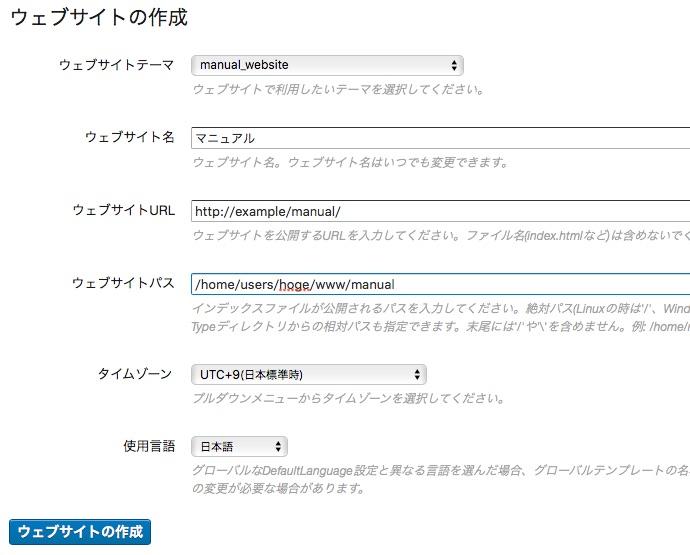 ウェブサイトの作成
ウェブサイトテーマ
manual_website
ウェブサイトで利用したいテーマを選択してください。
ウェブサイト名
マニュアル
ウェブサイト名。ウェブサイト名はいつでも変更できます。
ウェブサイトURL
http://example/manual/
ウェブサイトを公開するURLを入力してください。ファイル名(index.htmlなど)は含めないでく
ウェブサイトパス
/home/users/hoge/www/manual
インデックスファイルが公開されるパスを入力してください。絶対パス(Linuxの時は'/'、Wind
Typeディレクトリからの相対パスも指定できます。末尾には'/'や'\'を含めません。例: /home/
タイムゾーン
UTC+9(日本標準時)
プルダウンメニューからタイムゾーンを選択してください。
使用言語
日本語
グローバルなDefaultLanguage設定と異なる言語を選んだ場合、グローバルテンプレートの名
の変更が必要な場合があります。
ウェブサイトの作成